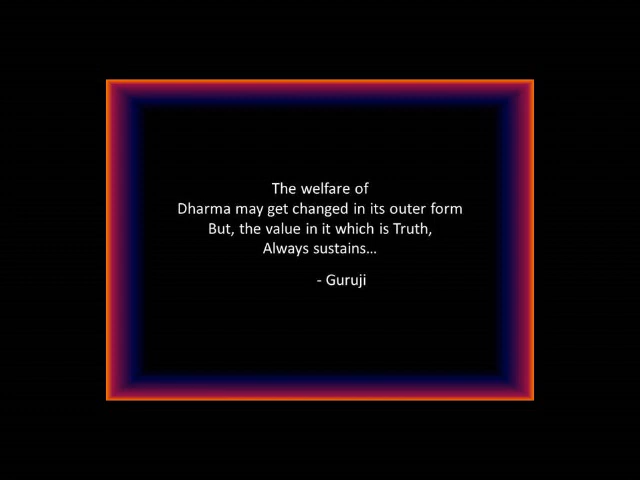 The welfare of
Dharma may get changed in its outer form
But, the value in it which is Truth,
Always sustains...
- Guruji